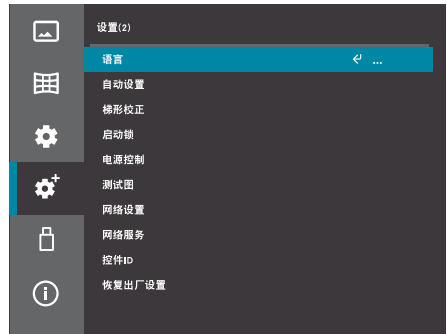 设置(2)
语言 ...
自动设置
梯形校正
启动锁
电源控制
测试图
网络设置
网络服务
控件ID
恢复出厂设置